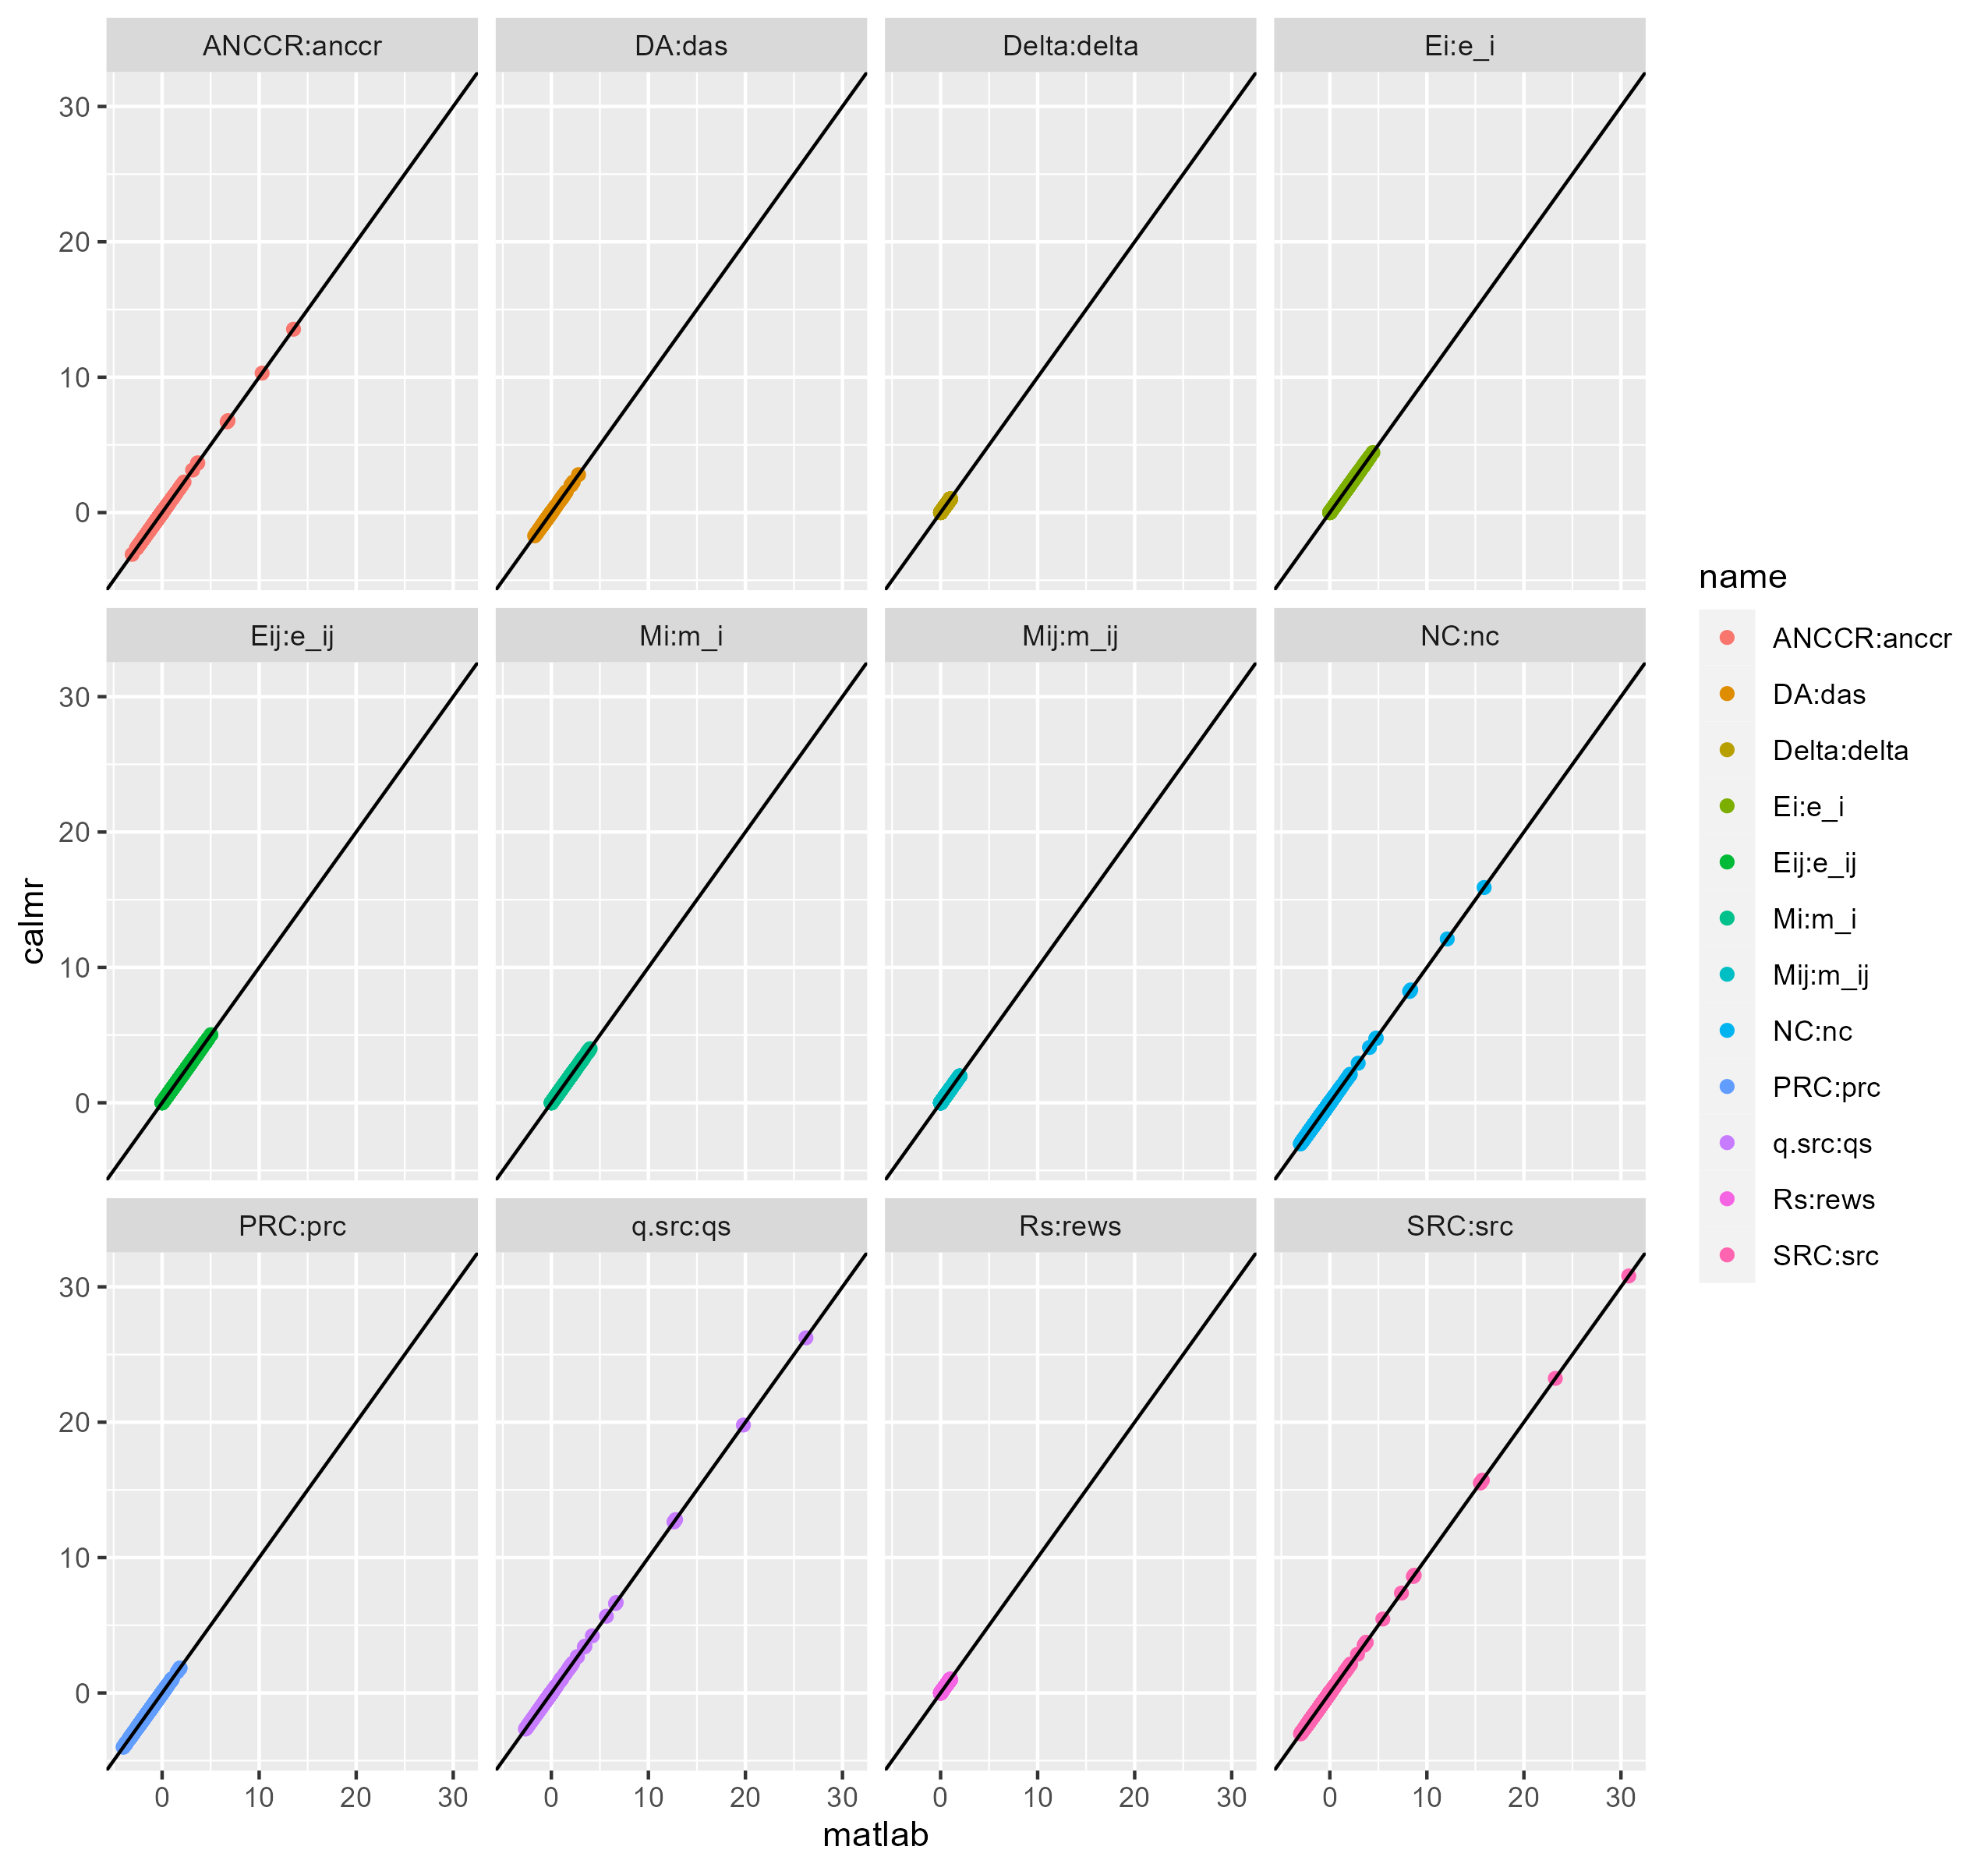 ANCCR:anccr DA:das Delta:delta Ei:e_i
30
20
10
0
Eij:e_ij Mi:m_i Mij:m_ij NC:nc
30
20
10
0
PRC:prc q.src:qs Rs:rews SRC:src
30
20
10
0
0 10 20 30 0 10 20 30 0 10 20 30 0 10 20 30
matlab
calmr
name
ANCCR:anccr
DA:das
Delta:delta
Ei:e_i
Eij:e_ij
Mi:m_i
Mij:m_ij
NC:nc
PRC:prc
q.src:qs
Rs:rews
SRC:src